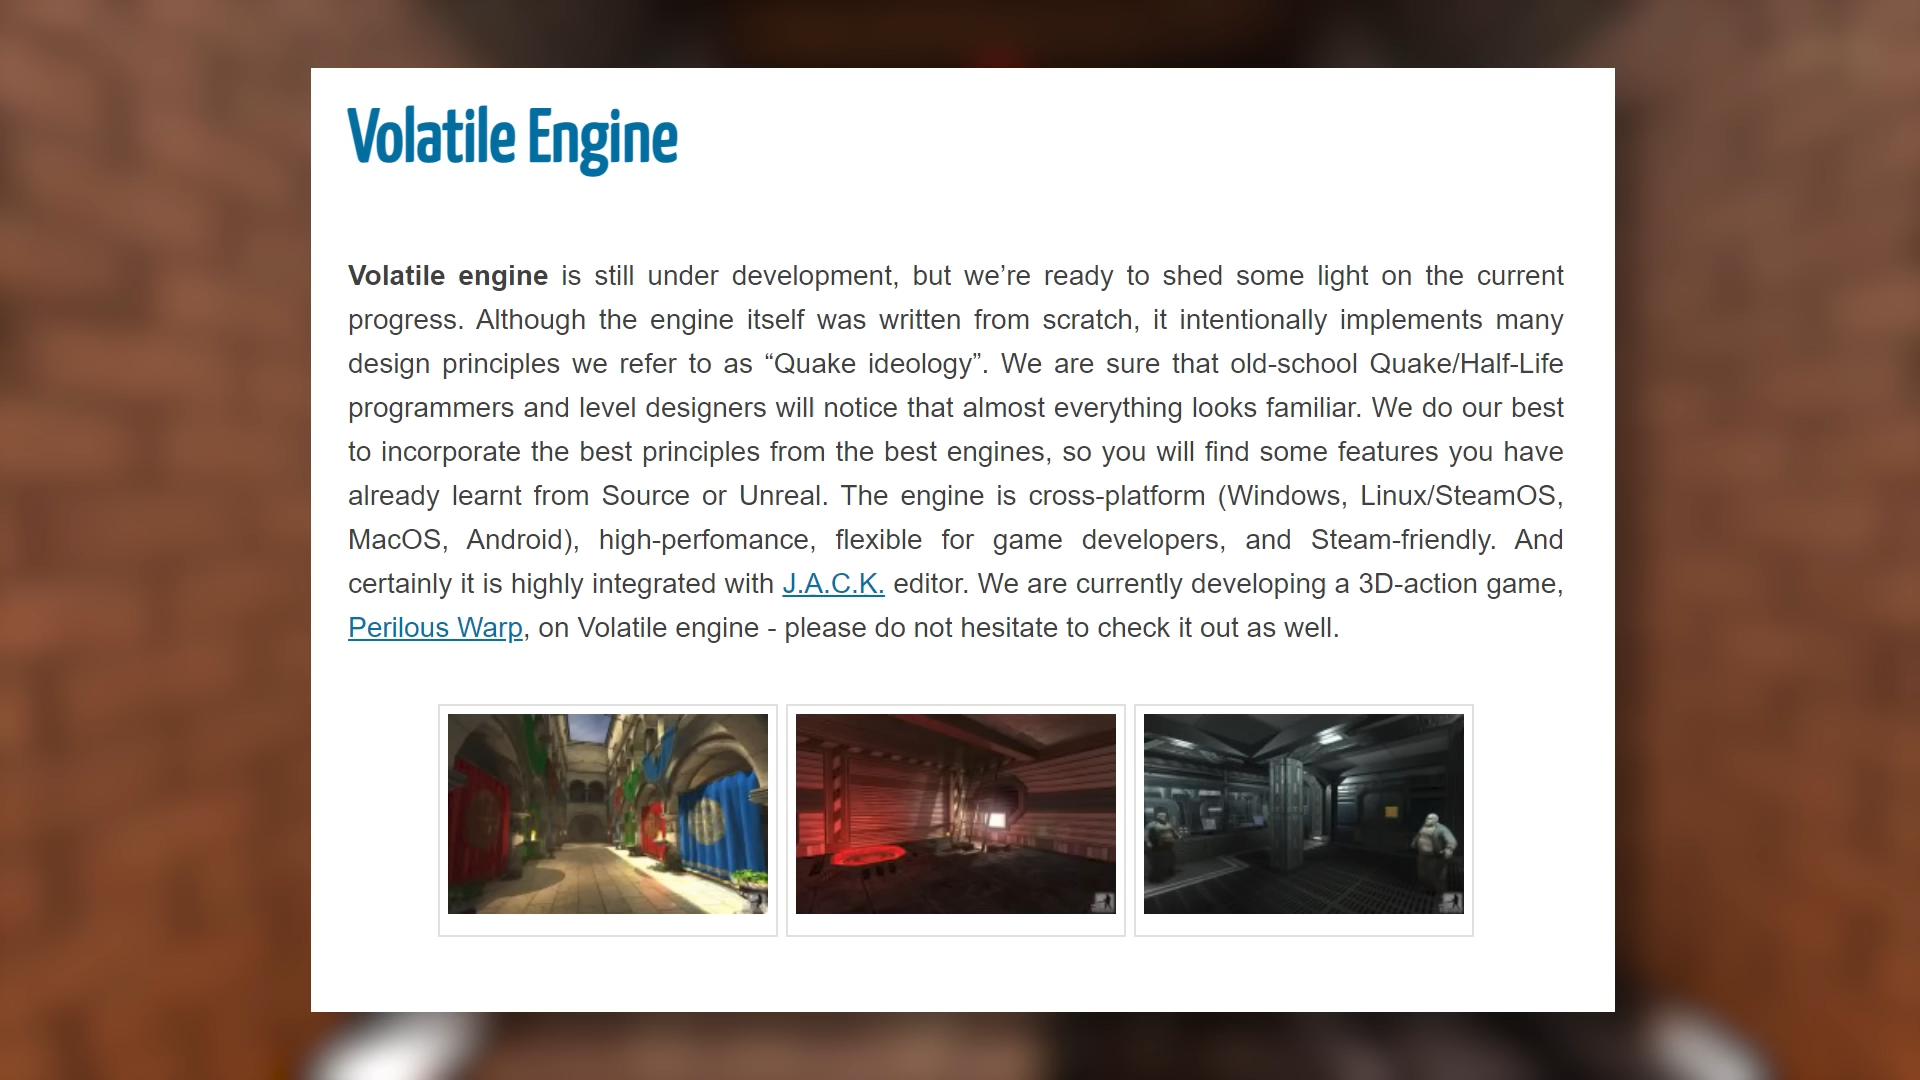 Volatile Engine
Volatile engine is still under development, but we’re ready to shed some light on the current
progress. Although the engine itself was written from scratch, it intentionally implements many
design principles we refer to as “Quake ideology”. We are sure that old-school Quake/Half-Life
programmers and level designers will notice that almost everything looks familiar. We do our best
to incorporate the best principles from the best engines, so you will find some features you have
already learnt from Source or Unreal. The engine is cross-platform (Windows, Linux/SteamOS,
MacOS, Android), high-perfomance, flexible for game developers, and Steam-friendly. And
certainly it is highly integrated with J.A.C.K. editor. We are currently developing a 3D-action game,
Perilous Warp, on Volatile engine - please do not hesitate to check it out as well.